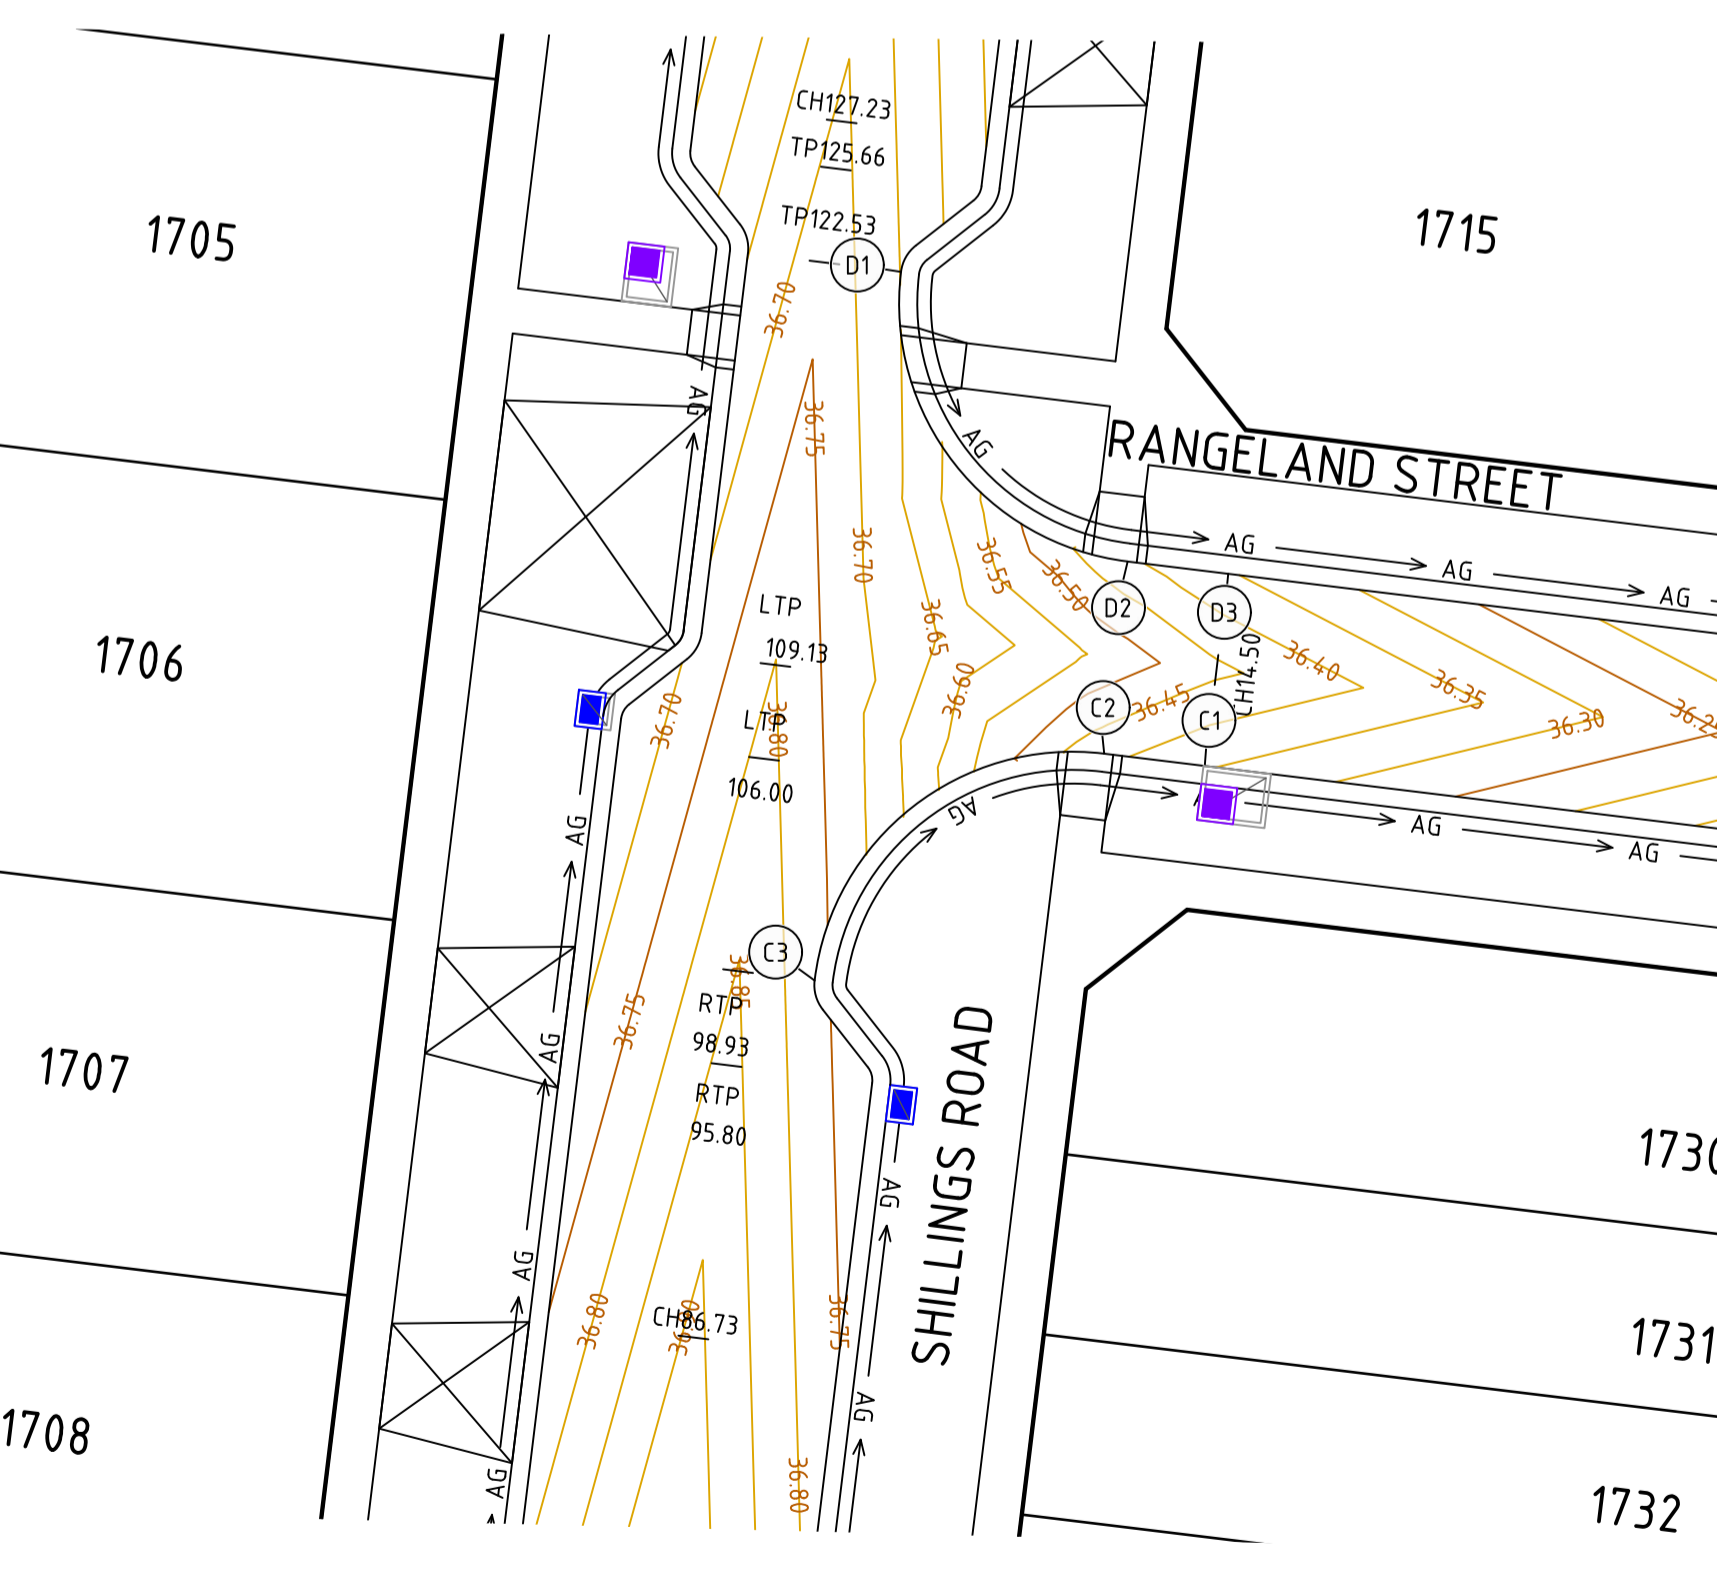 CH127.23
TP125.66
TP122.53
1705
1715
D1
36.70
AG
36.75
AG
RANGELAND STREET
36.70
36.55
36.50
AG
AG
AG
LTP
109.13
36.65
D2
D3
1706
36.60
36.40
CH14.50
36.35
36.70
LTP
36.80
C2
36.45
C1
36.30
106.00
AG
AG
AG
AG
C3
36.85
RTP
98.93
36.75
AG
1707
RTP
95.80
1730
AG
SHILLINGS ROAD
AG
36.80
CH86.73
36.75
1731
1708
AG
AG
36.80
1732